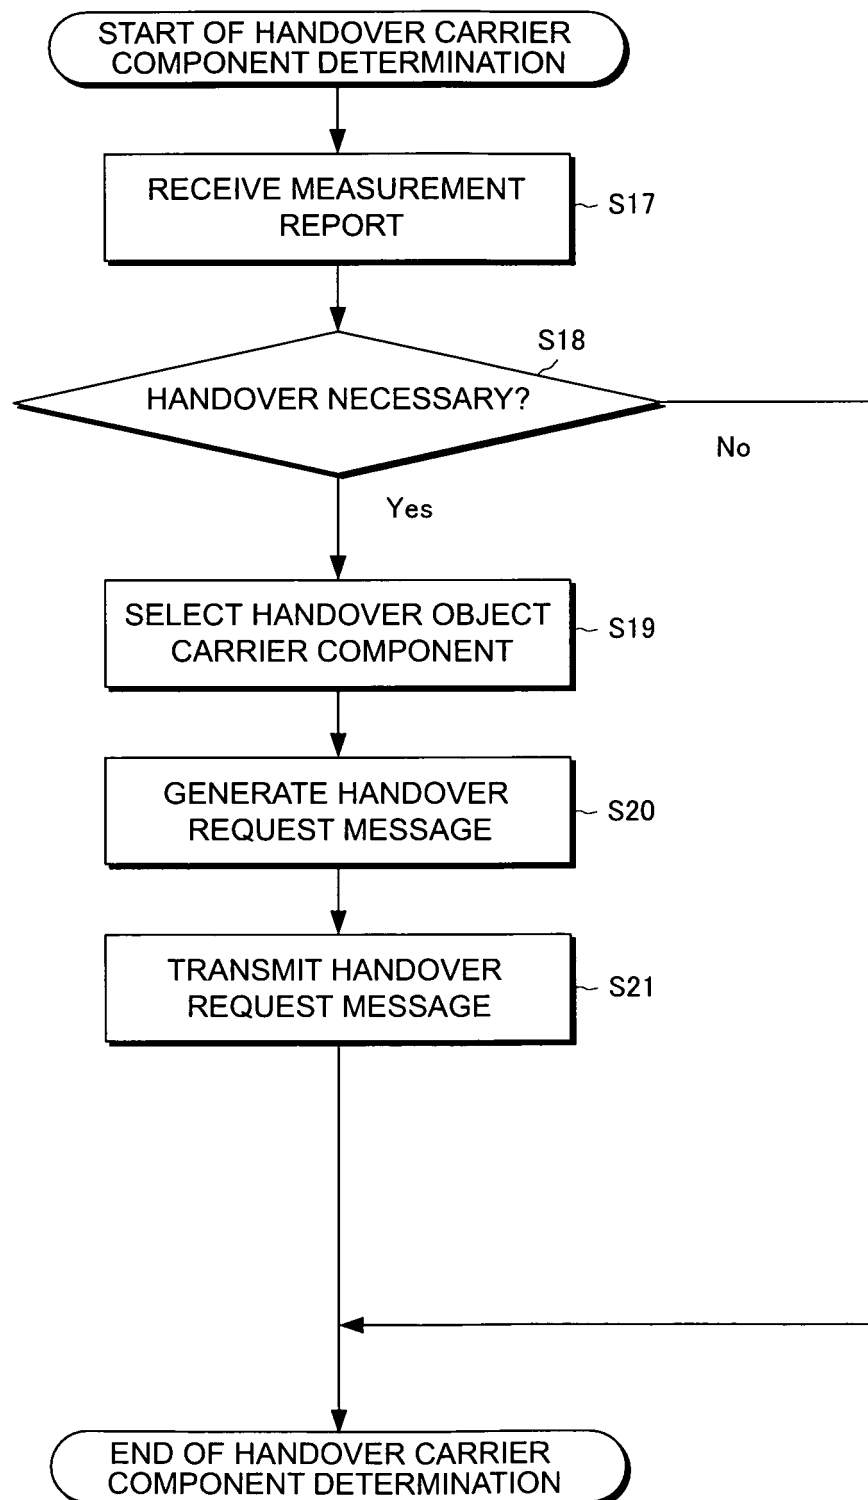 START OF HANDOVER CARRIER
COMPONENT DETERMINATION
RECEIVE MEASUREMENT
REPORT
S17
S18
HANDOVER NECESSARY?
No
Yes
SELECT HANDOVER OBJECT
CARRIER COMPONENT
S19
GENERATE HANDOVER
REQUEST MESSAGE
S20
TRANSMIT HANDOVER
REQUEST MESSAGE
S21
END OF HANDOVER CARRIER
COMPONENT DETERMINATION